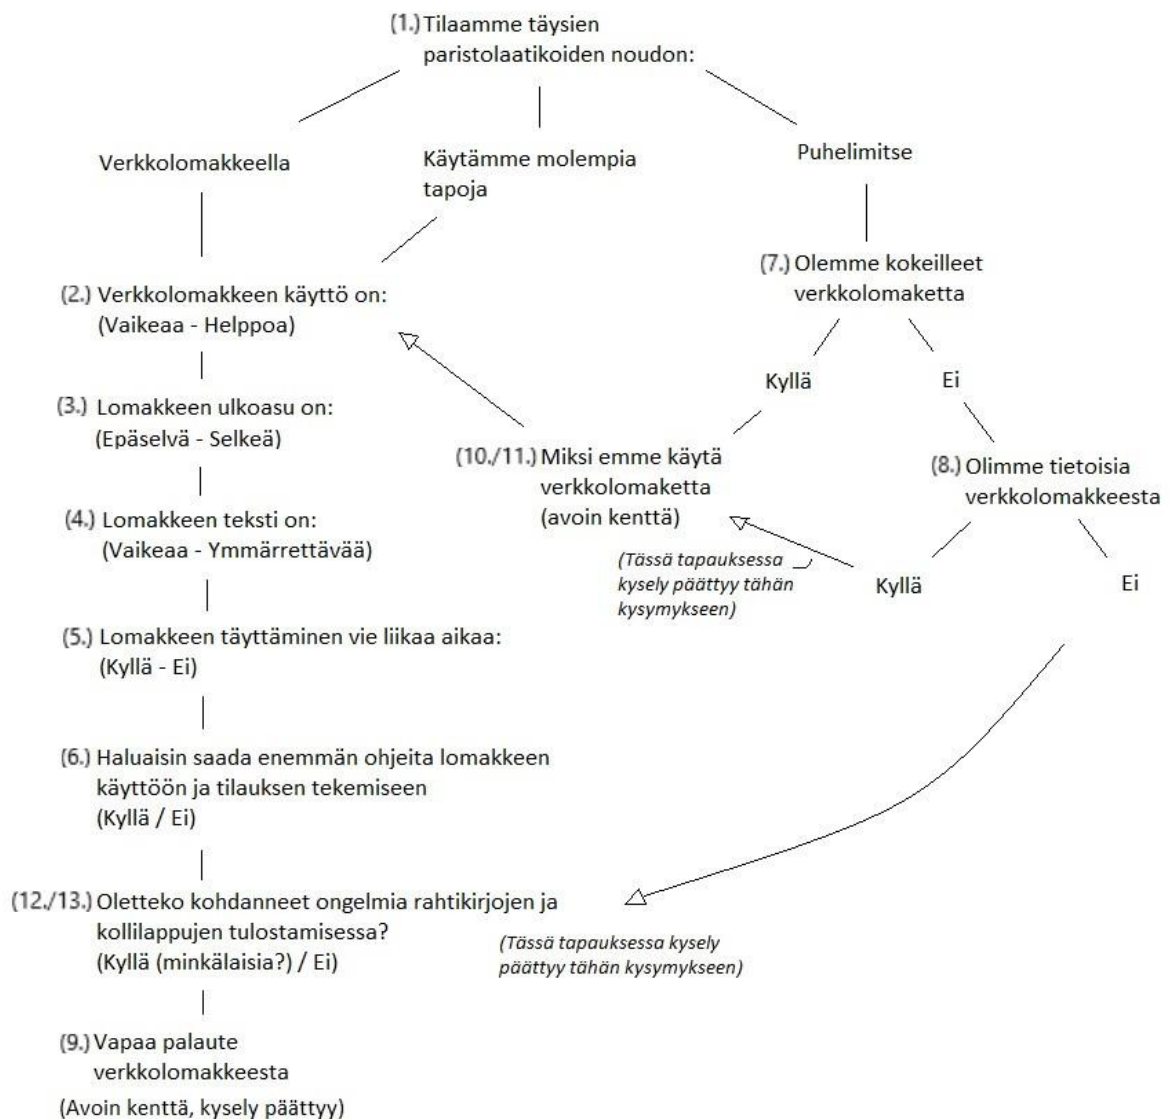 (1.) Tilaamme täysien
paristolaatikoiden noudon:
Verkkolomakkeella
Käytämme molempia
tapoja
Puhelimitse
(2.) Verkkolomakkeen käyttö on:
(Vaikeaa - Helppoa)
(3.) Lomakkeen ulkoasu on:
(Epäselvä - Selkeä)
(4.) Lomakkeen teksti on:
(Vaikeaa - Ymmärrettävää)
(5.) Lomakkeen täyttäminen vie liikaa aikaa:
(Kyllä - Ei)
(6.) Haluaisin saada enemmän ohjeita lomakkeen
käyttöön ja tilauksen tekemiseen
(Kyllä / Ei)
(12./13.) Oletteko kohdanneet ongelmia rahtikirjojen ja
kollilappujen tulostamisessa?
(Kyllä (minkälaisia?) / Ei)
(9.) Vapaa palaute
verkkolomakkeesta
(Avoin kenttä, kysely päättyy)
(7.) Olemme kokeilleet
verkkolomaketta
Kyllä
Ei
(10./11.) Miksi emme käytä
verkkolomaketta
(avoin kenttä)
(8.) Olimme tietoisia
verkkolomakkeesta
(Tässä tapauksessa
kysely päättyy tähän
kysymykseen)
Kyllä
Ei
(Tässä tapauksessa kysely
päättyy tähän kysymykseen)